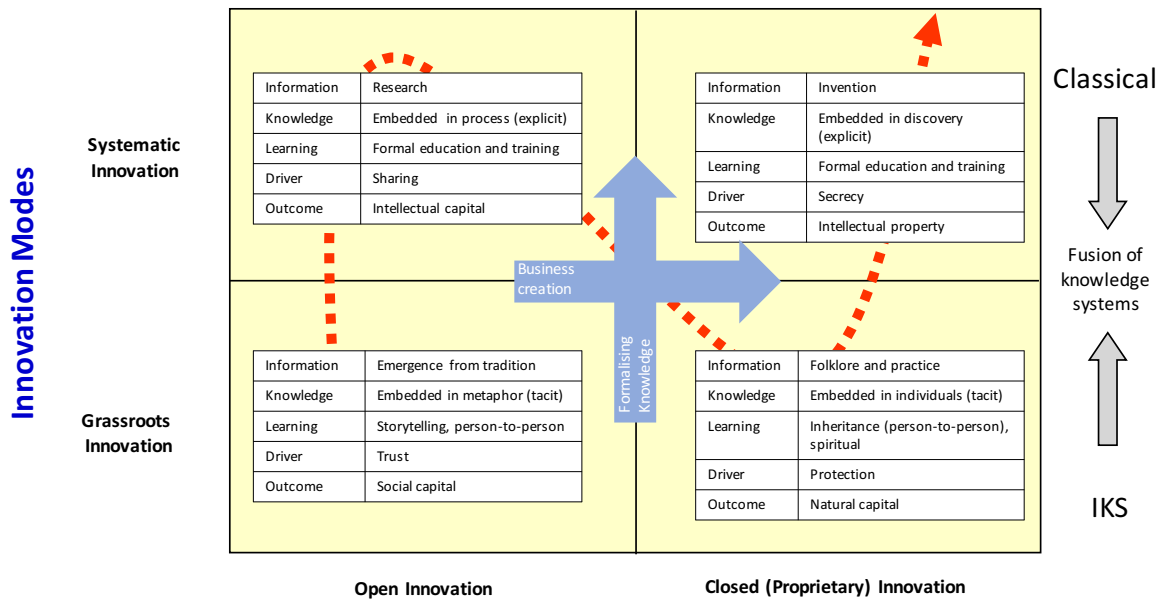 Innovation Modes
Systematic
Innovation
Grassroots
Innovation
Information Research
Knowledge Embedded in process (explicit)
Learning Formal education and training
Driver Sharing
Outcome Intellectual capital
Information Invention
Knowledge Embedded in discovery
(explicit)
Learning Formal education and training
Driver Secrecy
Outcome Intellectual property
Business
creation
Formalising
Knowledge
Information Emergence from tradition
Knowledge Embedded in metaphor (tacit)
Learning Storytelling, person-to-person
Driver Trust
Outcome Social capital
Information Folklore and practice
Knowledge Embedded in individuals (tacit)
Learning Inheritance (person-to-person),
spiritual
Driver Protection
Outcome Natural capital
Classical
Fusion of
knowledge
systems
IKS
Open Innovation
Closed (Proprietary) Innovation